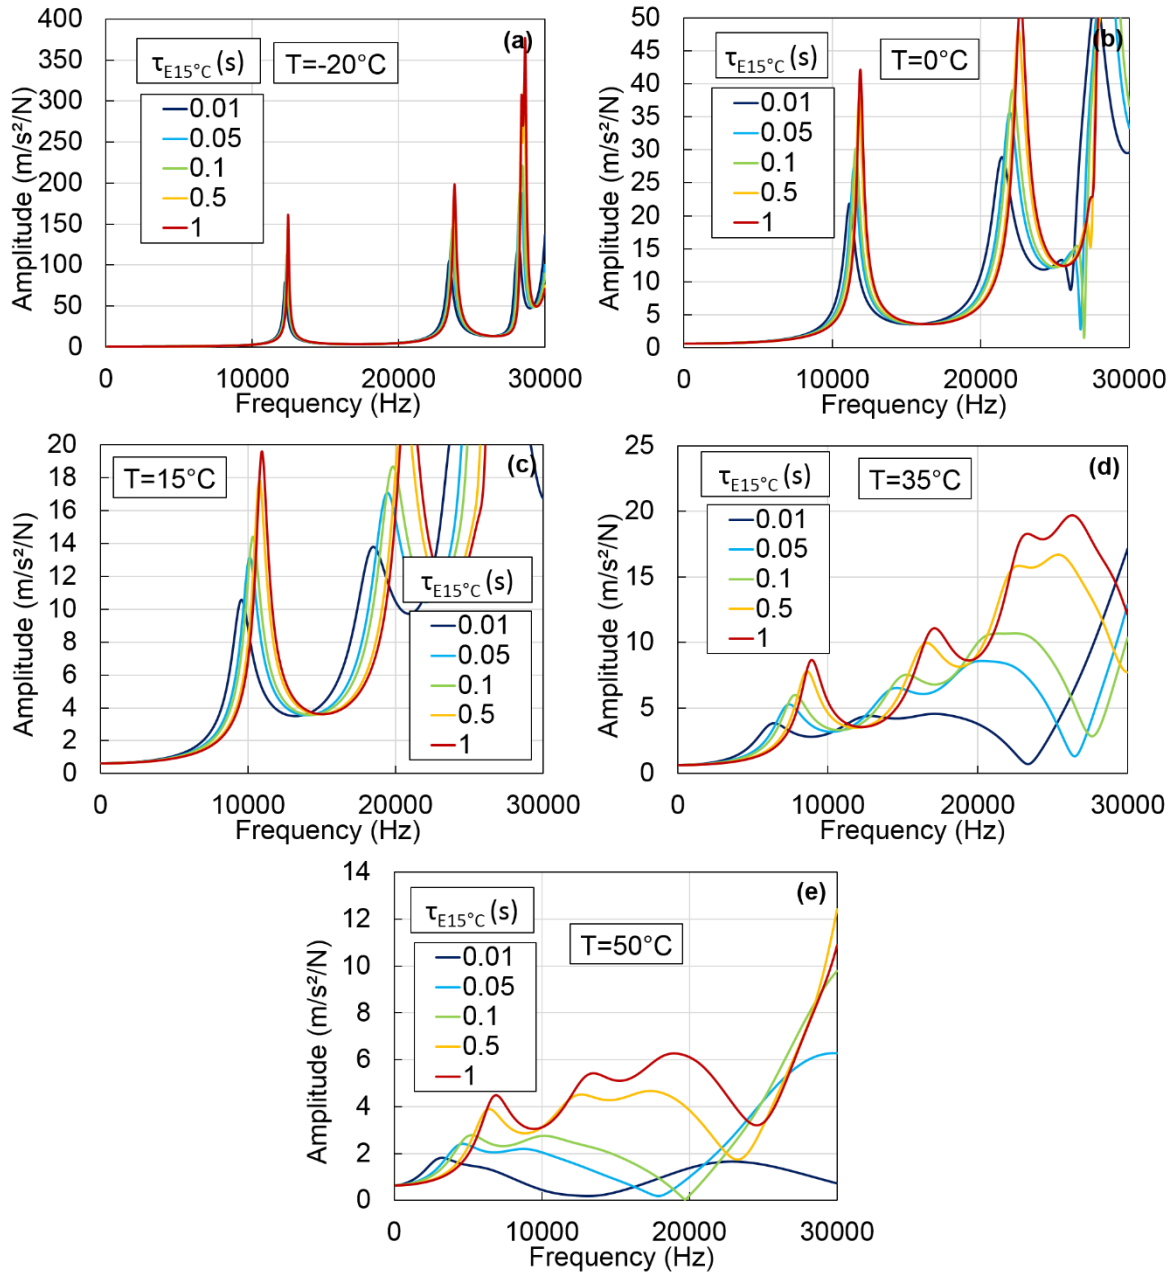 (a)
τE15°C (s)
T=-20°C
0.01
0.05
0.1
0.5
1
Amplitude (m/s²/N)
400
350
300
250
200
150
100
50
0
0 10000 20000 30000
Frequency (Hz)
(b)
τE15°C (s)
T=0°C
0.01
0.05
0.1
0.5
1
Amplitude (m/s²/N)
50
45
40
35
30
25
20
15
10
5
0
0 10000 20000 30000
Frequency (Hz)
(c)
T=15°C
τE15°C (s)
0.01
0.05
0.1
0.5
1
Amplitude (m/s²/N)
20
18
16
14
12
10
8
6
4
2
0
0 10000 20000 30000
Frequency (Hz)
(d)
τE15°C (s)
T=35°C
0.01
0.05
0.1
0.5
1
Amplitude (m/s²/N)
25
20
15
10
5
0
0 10000 20000 30000
Frequency (Hz)
(e)
τE15°C (s)
T=50°C
0.01
0.05
0.1
0.5
1
Amplitude (m/s²/N)
14
12
10
8
6
4
2
0
0 10000 20000 30000
Frequency (Hz)